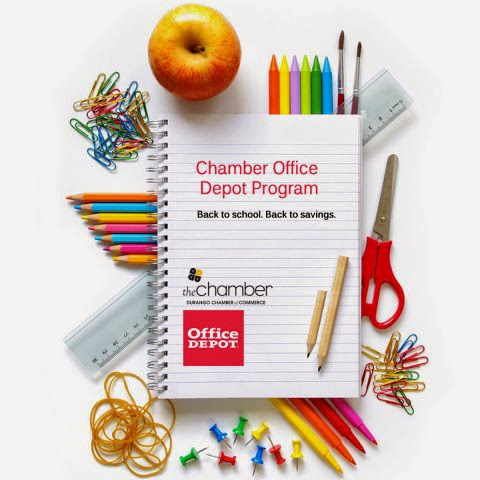 Chamber Office
Depot Program
Back to school. Back to savings.
the chamber
DURANGO CHAMBER of COMMERCE
Office
DEPOT